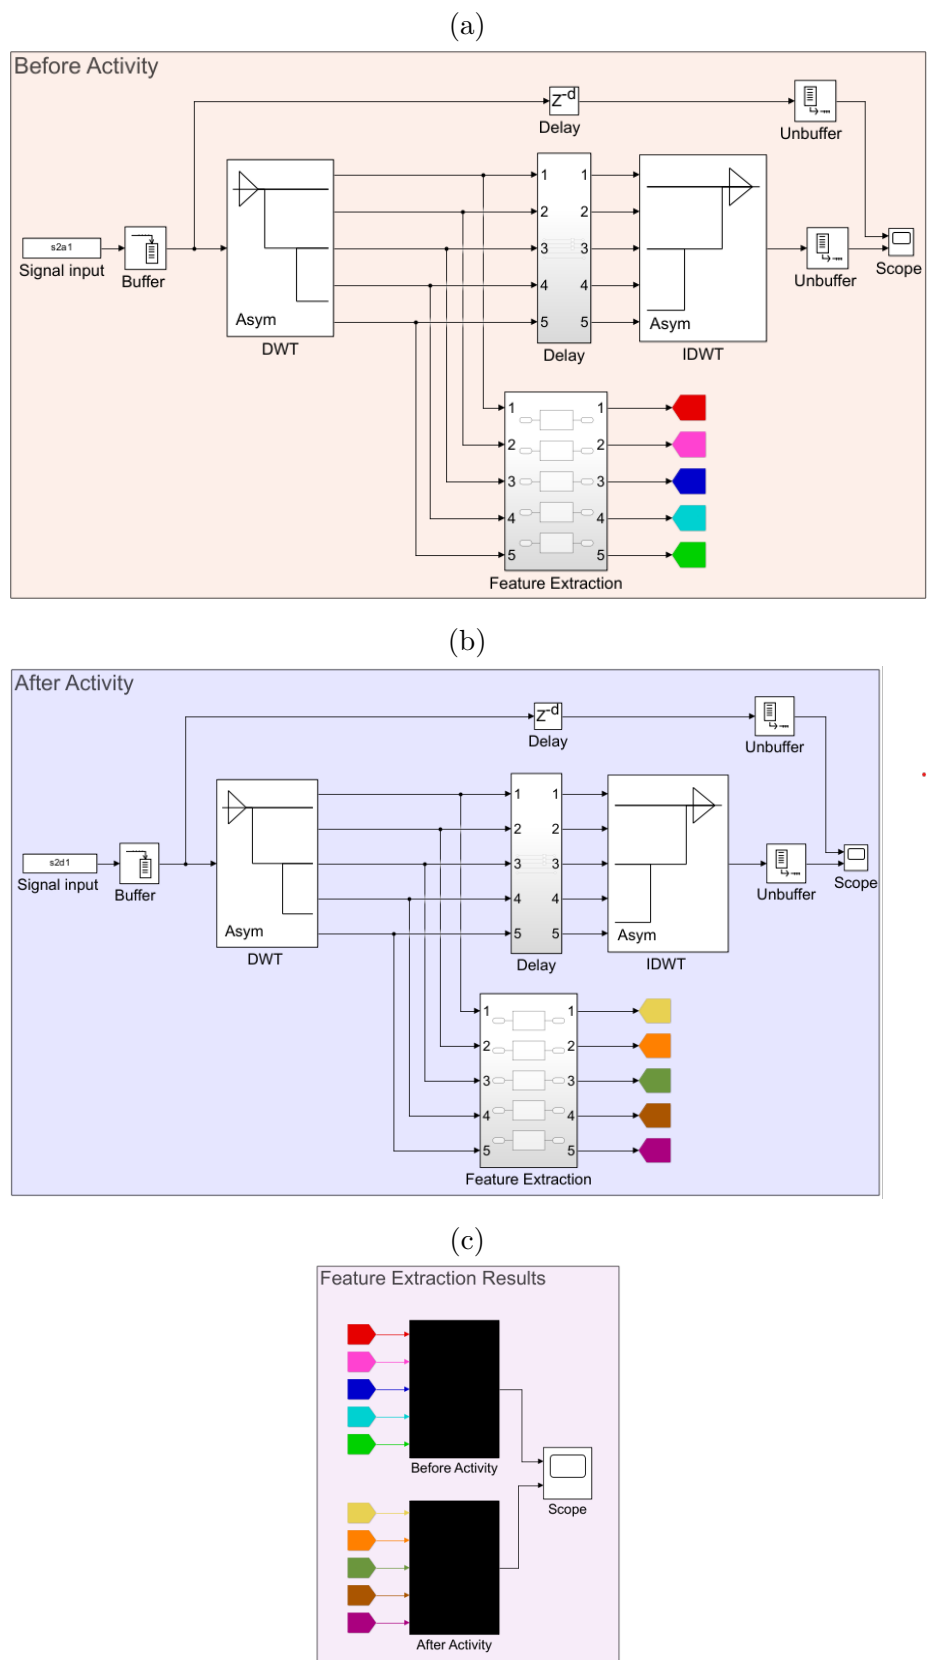 (a)
Before Activity
Z-d
Delay
Unbuffer
s2a1
Signal input
Buffer
Asym
DWT
1 1
2 2
3 3
4 4
5 5
Delay
Asym
IDWT
Unbuffer
Scope
1 1
2 2
3 3
4 4
5 5
Feature Extraction
(b)
After Activity
Z-d
Delay
Unbuffer
s2d1
Signal input
Buffer
Asym
DWT
1 1
2 2
3 3
4 4
5 5
Delay
Asym
IDWT
Unbuffer
Scope
1 1
2 2
3 3
4 4
5 5
Feature Extraction
(c)
Feature Extraction Results
Before Activity
Scope
After Activity